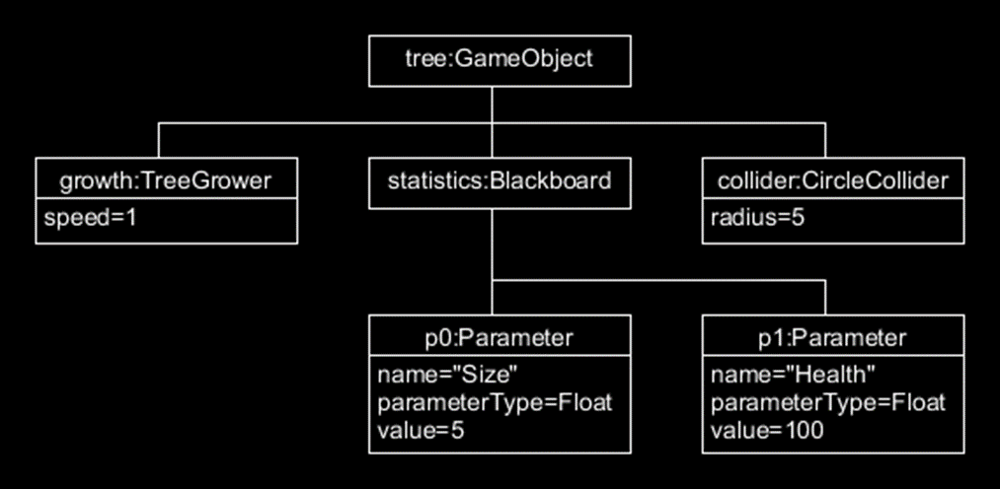 tree:GameObject
growth:TreeGrower
speed=1
statistics:Blackboard
collider:CircleCollider
radius=5
p0:Parameter
name="Size"
parameterType=Float
value=5
p1:Parameter
name="Health"
parameterType=Float
value=100